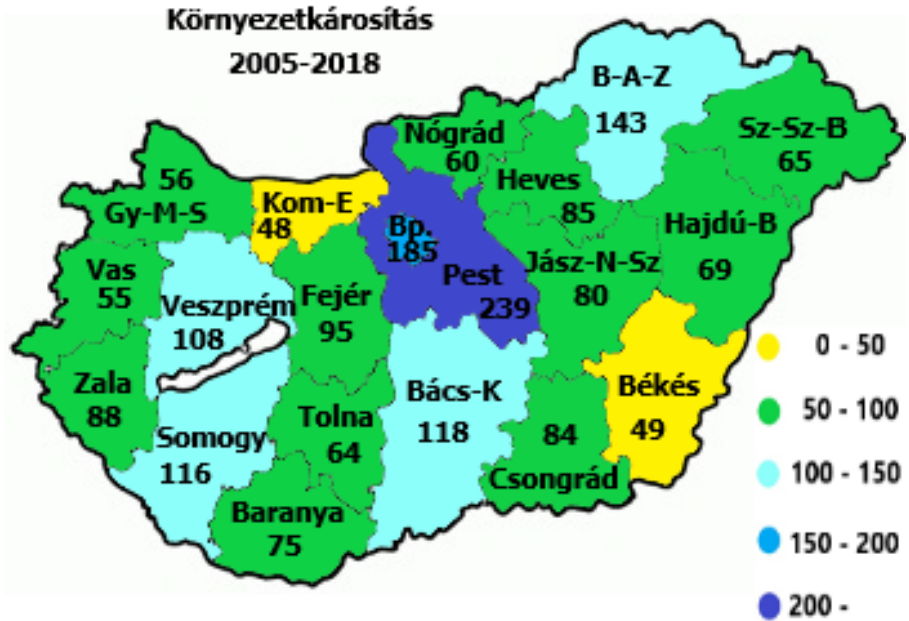 Környezetkárosítás
2005-2018
B-A-Z
143
Nógrád
60
Sz-Sz-B
65
56
Gy-M-S
Kom-E
48
Heves
85
Hajdú-B
69
Bp.
185
Vas
55
Veszprém
108
Fejér
95
Pest
239
Jász-N-Sz
80
Zala
88
Somogy
116
Tolna
64
Bács-K
118
84
Csongrád
Békés
49
Baranya
75
0 - 50
50 - 100
100 - 150
150 - 200
200 -